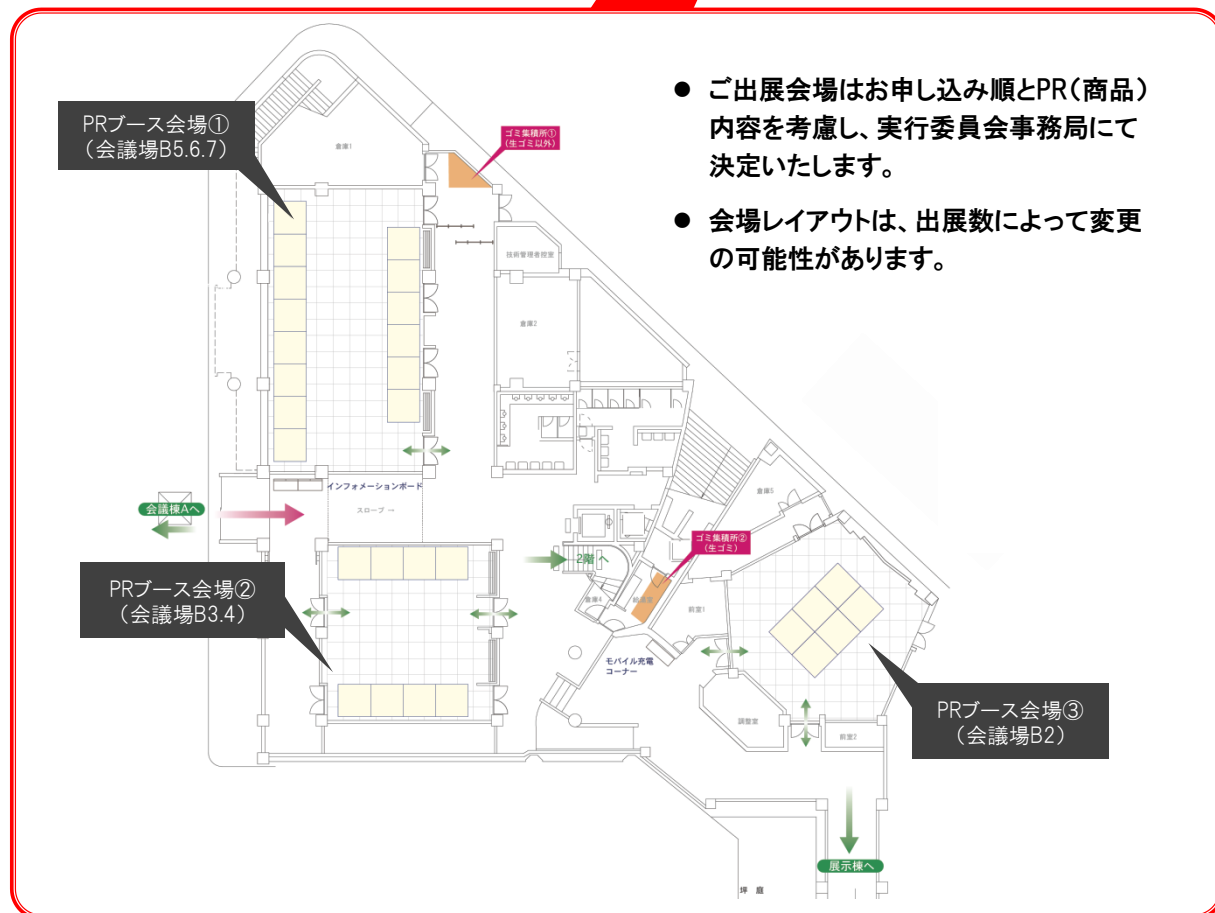 ● ご出展会場はお申し込み順とPR（商品）
内容を考慮し、実行委員会事務局にて
決定いたします。
● 会場レイアウトは、出展数によって変更
の可能性があります。
PRブース会場①
（会議場B5.6.7）
倉庫1
ゴミ集積所①
（生ゴミ以外）
技術管理者控室
倉庫2
インフォメーションボード
スロープ →
会議棟Aへ
倉庫5
ゴミ集積所②
（生ゴミ）
2階 へ
PRブース会場②
（会議場B3.4）
倉庫4
給湯室
前室1
モバイル充電
コーナー
PRブース会場③
（会議場B2）
調整室
前室2
展示棟へ
坪 庭